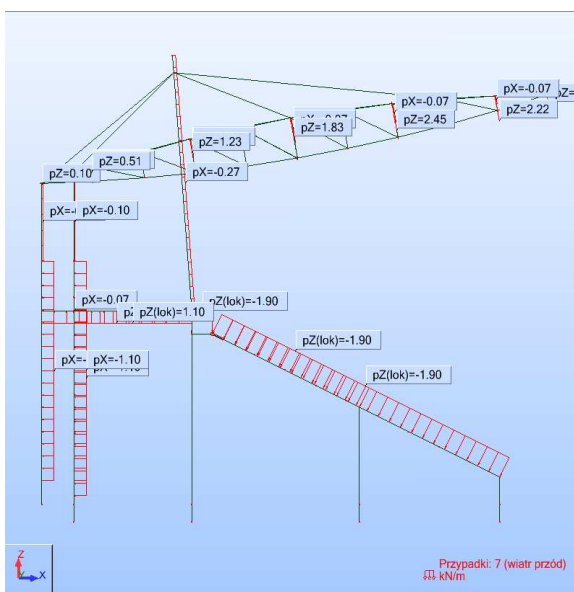 pX=-0.07
pX=-0.07
pZ=
pZ=2.22
pZ=2.45
pZ=1.83
pZ=1.23
pZ=0.51
pZ=0.10
pX=-0.27
pX=-0.10
pX=-0.07
pZ(lok)=-1.90
pZ(lok)=1.10
pZ(lok)=-1.90
pX=-1.10
pZ(lok)=-1.90
Z
X
Przypadki: 7 (wiatr przód)
kN/m